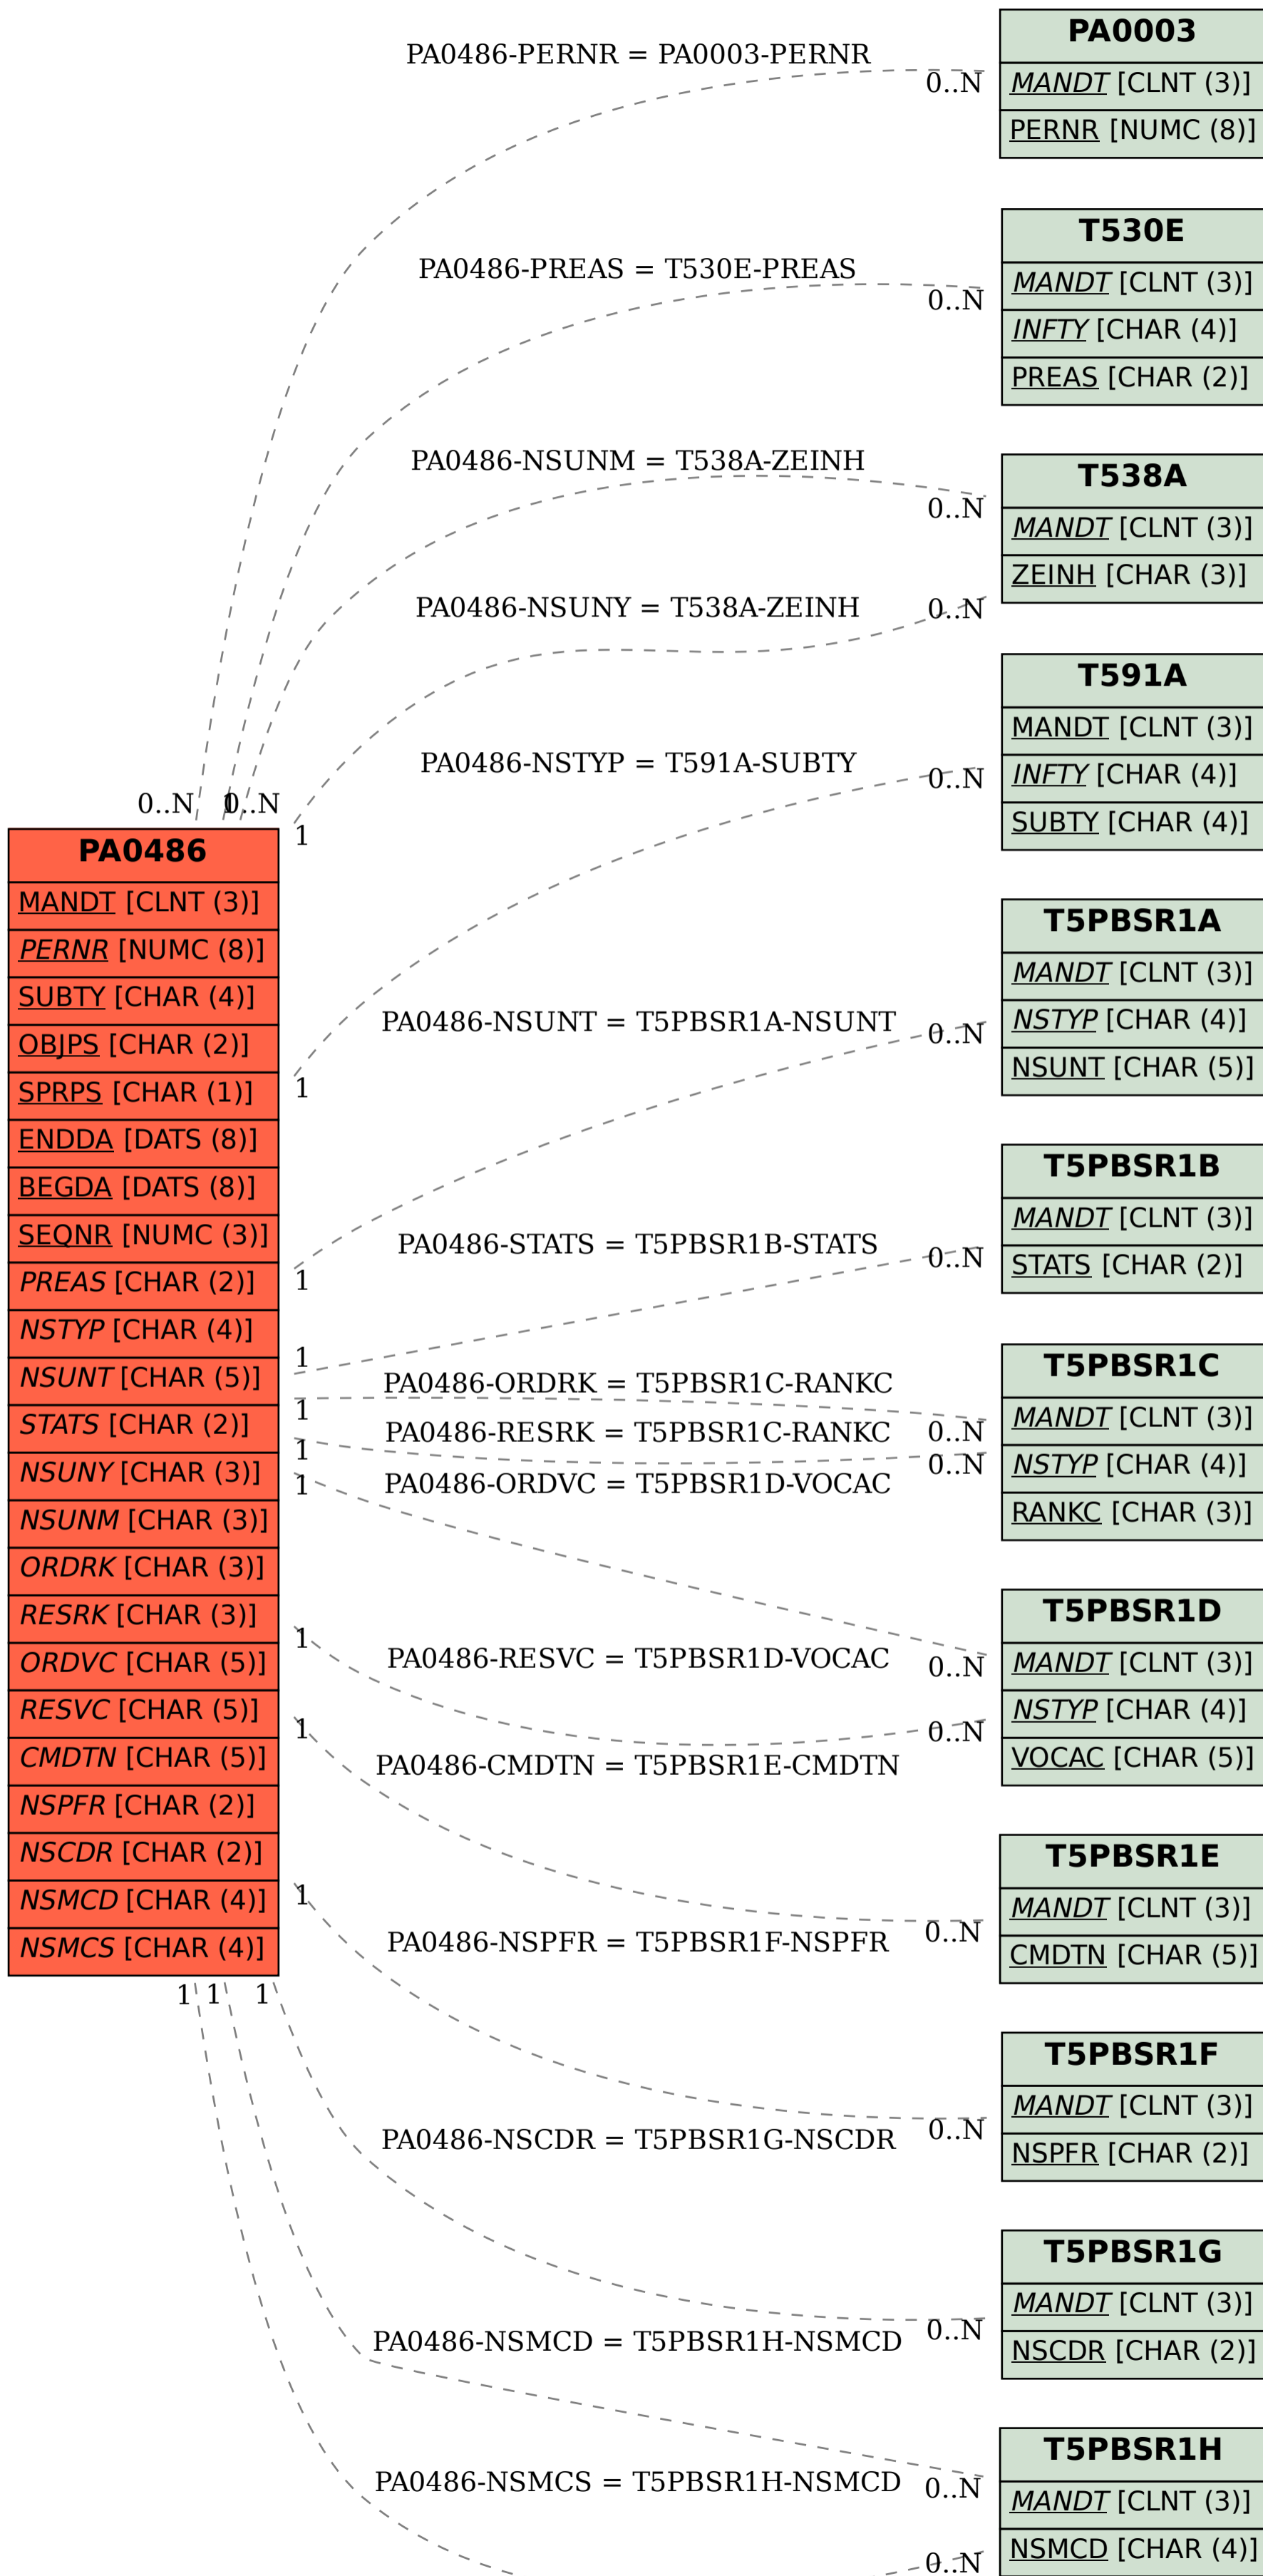 PA0003
MANDT [CLNT (3)]
PERNR [NUMC (8)]
PA0486-PERNR = PA0003-PERNR
0..N
T530E
MANDT [CLNT (3)]
INFTY [CHAR (4)]
PREAS [CHAR (2)]
PA0486-PREAS = T530E-PREAS
0..N
T538A
MANDT [CLNT (3)]
ZEINH [CHAR (3)]
PA0486-NSUNM = T538A-ZEINH
0..N
PA0486-NSUNY = T538A-ZEINH
0..N
T591A
MANDT [CLNT (3)]
INFTY [CHAR (4)]
SUBTY [CHAR (4)]
PA0486-NSTYP = T591A-SUBTY
0..N
0..N
1
0..N
1
PA0486
MANDT [CLNT (3)]
PERNR [NUMC (8)]
SUBTY [CHAR (4)]
OBJPS [CHAR (2)]
SPRPS [CHAR (1)]
ENDDA [DATS (8)]
BEGDA [DATS (8)]
SEQNR [NUMC (3)]
PREAS [CHAR (2)]
NSTYP [CHAR (4)]
NSUNT [CHAR (5)]
STATS [CHAR (2)]
NSUNY [CHAR (3)]
NSUNM [CHAR (3)]
ORDRK [CHAR (3)]
RESRK [CHAR (3)]
ORDVC [CHAR (5)]
RESVC [CHAR (5)]
CMDTN [CHAR (5)]
NSPFR [CHAR (2)]
NSCDR [CHAR (2)]
NSMCD [CHAR (4)]
NSMCS [CHAR (4)]
1
1
1
1
1
1
1
1
1
1
1
1
T5PBSR1A
MANDT [CLNT (3)]
NSTYP [CHAR (4)]
NSUNT [CHAR (5)]
PA0486-NSUNT = T5PBSR1A-NSUNT
0..N
T5PBSR1B
MANDT [CLNT (3)]
STATS [CHAR (2)]
PA0486-STATS = T5PBSR1B-STATS
0..N
T5PBSR1C
MANDT [CLNT (3)]
NSTYP [CHAR (4)]
RANKC [CHAR (3)]
PA0486-ORDRK = T5PBSR1C-RANKC
0..N
PA0486-RESRK = T5PBSR1C-RANKC
0..N
PA0486-ORDVC = T5PBSR1D-VOCAC
T5PBSR1D
MANDT [CLNT (3)]
NSTYP [CHAR (4)]
VOCAC [CHAR (5)]
0..N
PA0486-RESVC = T5PBSR1D-VOCAC
0..N
PA0486-CMDTN = T5PBSR1E-CMDTN
T5PBSR1E
MANDT [CLNT (3)]
CMDTN [CHAR (5)]
0..N
PA0486-NSPFR = T5PBSR1F-NSPFR
T5PBSR1F
MANDT [CLNT (3)]
NSPFR [CHAR (2)]
0..N
PA0486-NSCDR = T5PBSR1G-NSCDR
T5PBSR1G
MANDT [CLNT (3)]
NSCDR [CHAR (2)]
0..N
PA0486-NSMCD = T5PBSR1H-NSMCD
T5PBSR1H
MANDT [CLNT (3)]
NSMCD [CHAR (4)]
0..N
PA0486-NSMCS = T5PBSR1H-NSMCD
0..N